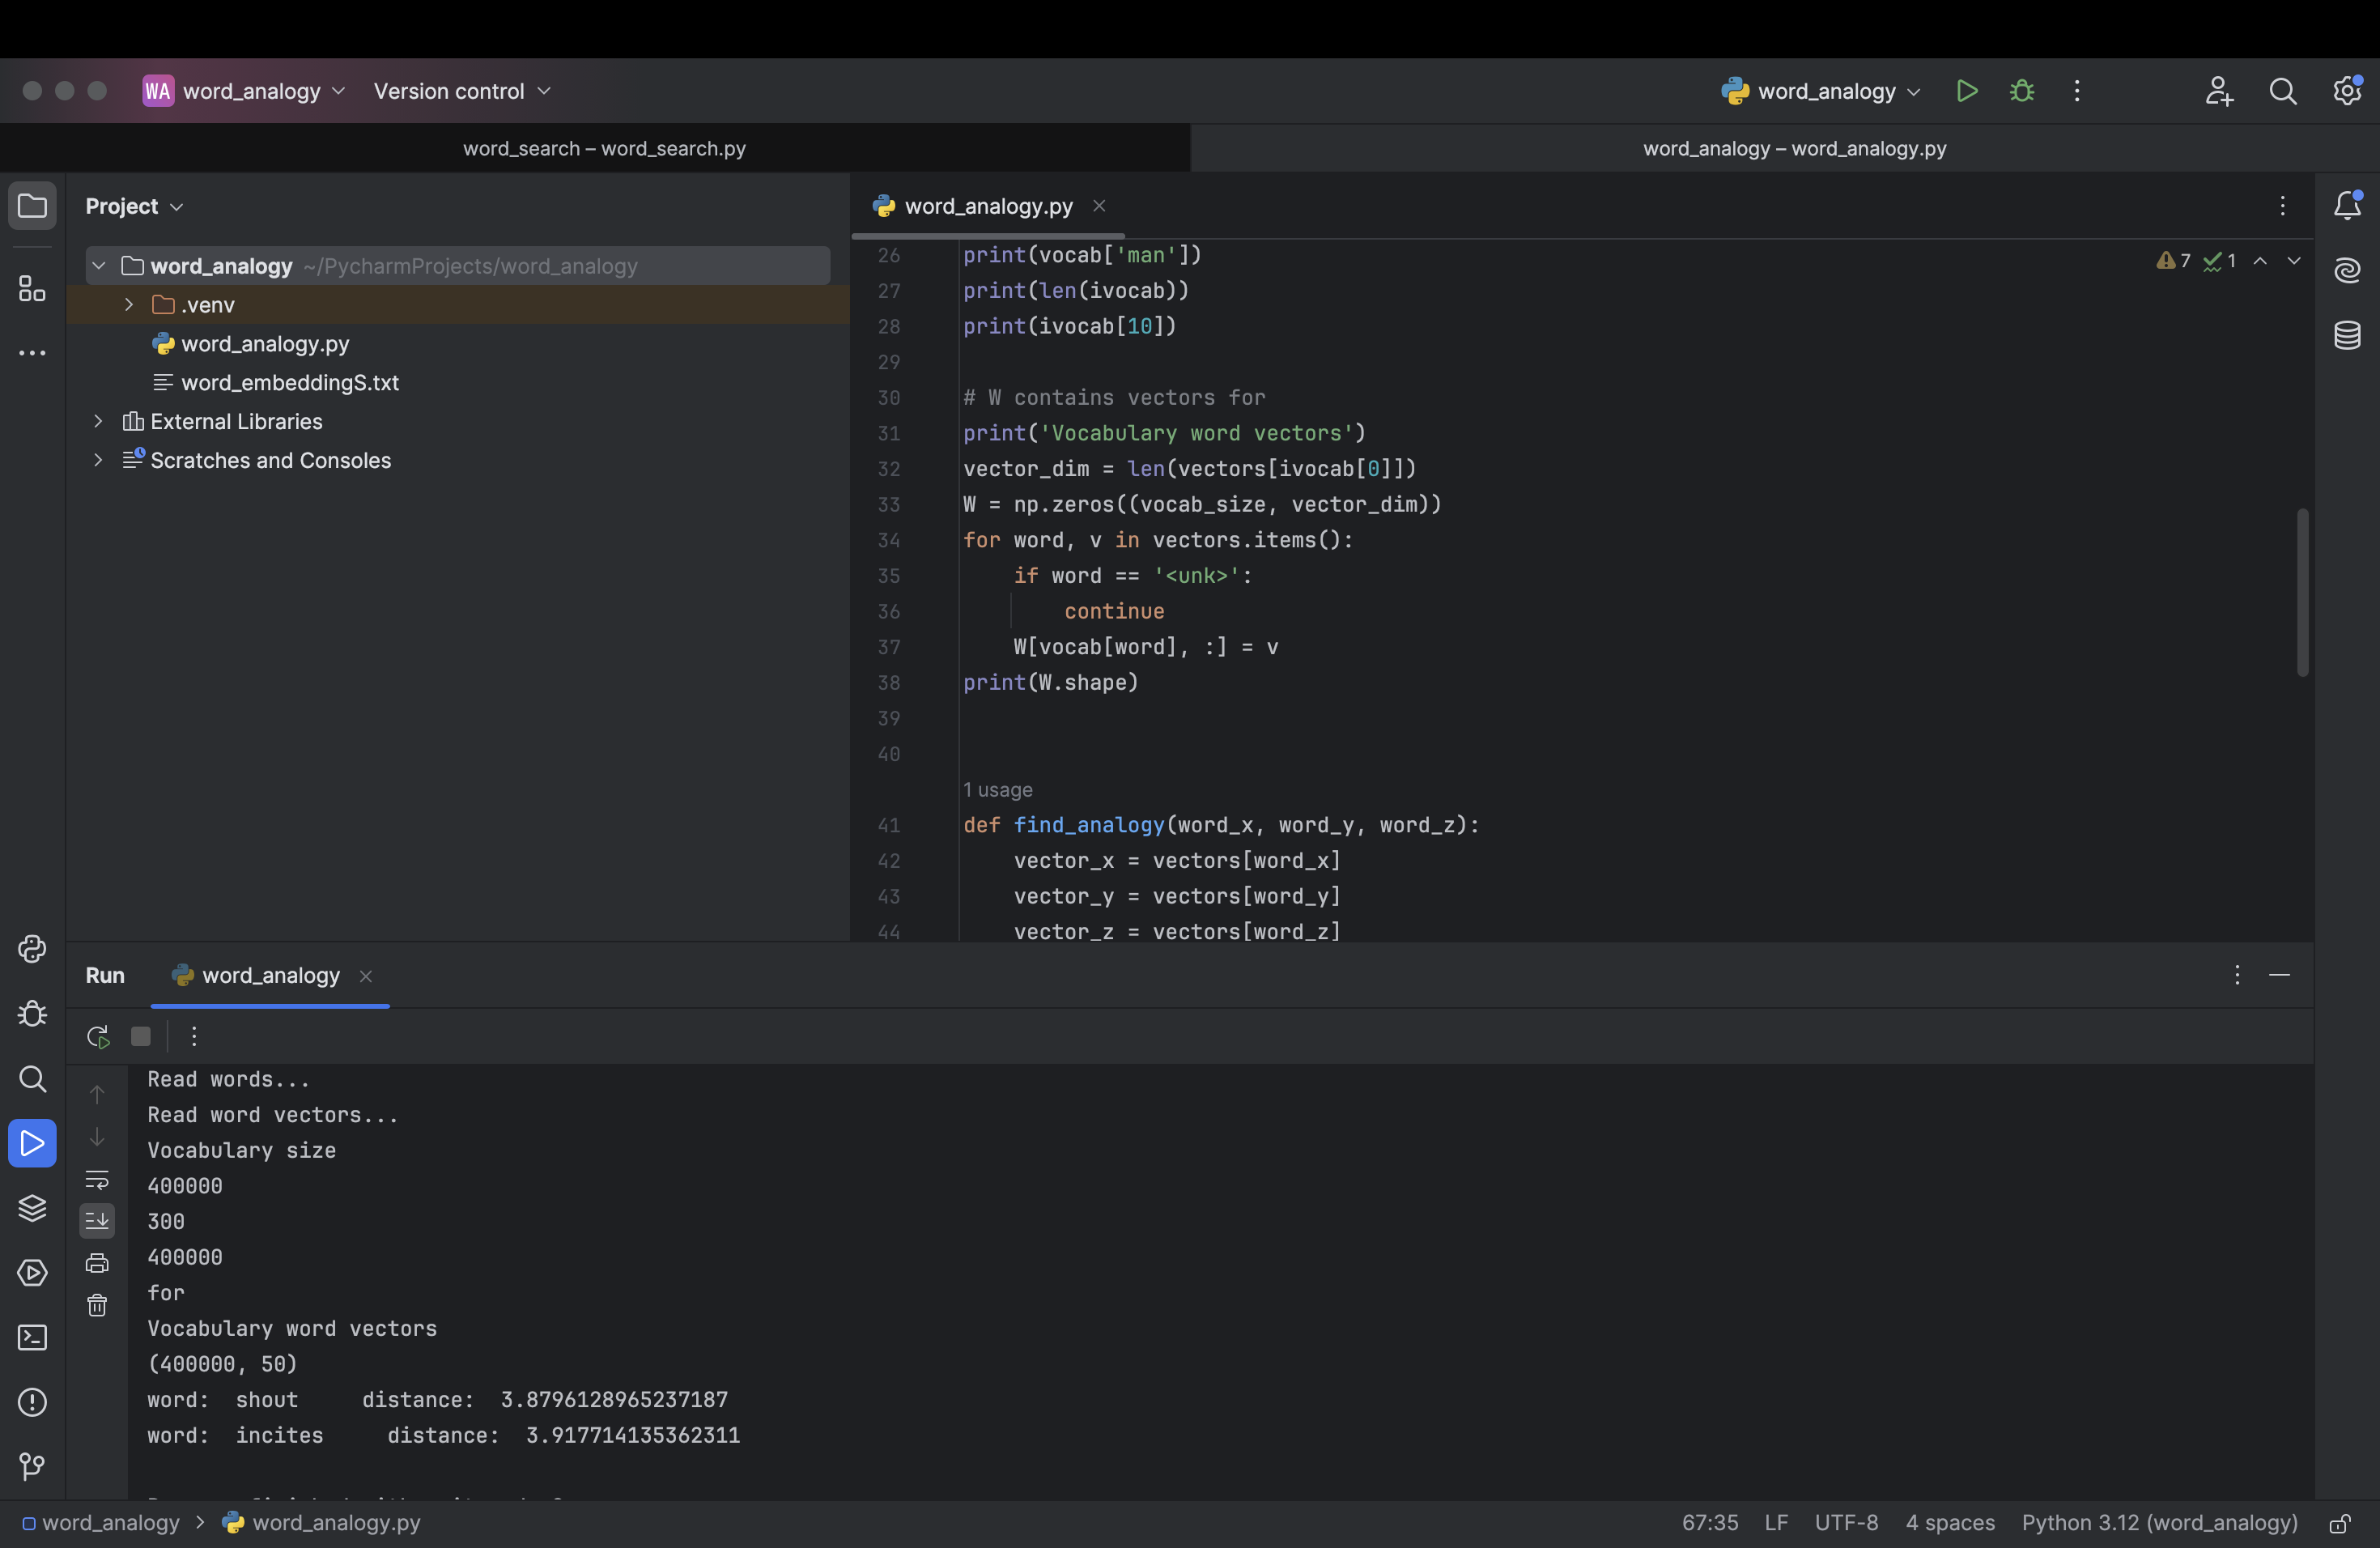 WA word_analogy Version control word_analogy
word_search – word_search.py word_analogy – word_analogy.py
Project
word_analogy ~/PycharmProjects/word_analogy
.venv
word_analogy.py
word_embeddingS.txt
External Libraries
Scratches and Consoles
word_analogy.py
7 1
26 print(vocab['man'])
27 print(len(ivocab))
28 print(ivocab[10])
29
30 # W contains vectors for
31 print('Vocabulary word vectors')
32 vector_dim = len(vectors[ivocab[0]])
33 W = np.zeros((vocab_size, vector_dim))
34 for word, v in vectors.items():
35     if word == '<unk>':
36         continue
37     W[vocab[word], :] = v
38 print(W.shape)
39
40
1 usage
41 def find_analogy(word_x, word_y, word_z):
42     vector_x = vectors[word_x]
43     vector_y = vectors[word_y]
44     vector_z = vectors[word_z]
Run word_analogy
Read words...
Read word vectors...
Vocabulary size
400000
300
400000
for
Vocabulary word vectors
(400000, 50)
word:  shout     distance:  3.8796128965237187
word:  incites     distance:  3.917714135362311
word_analogy > word_analogy.py 67:35 LF UTF-8 4 spaces Python 3.12 (word_analogy)